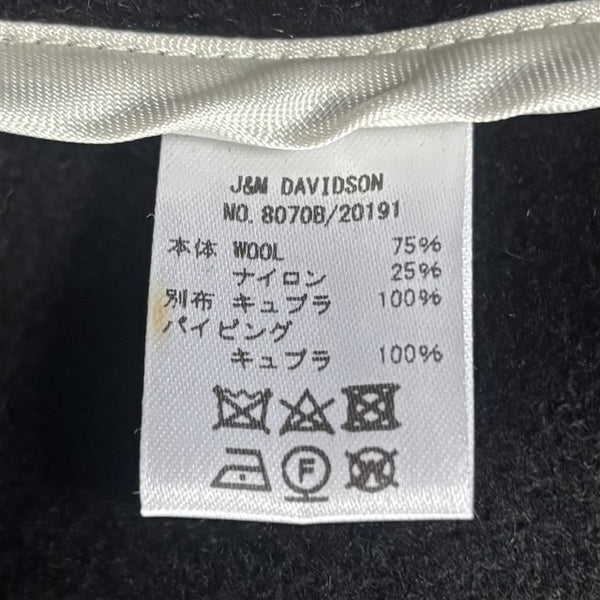 J&M DAVIDSON
NO. 8070B/20191
本体 WOOL 75%
ナイロン 25%
別布 キュプラ 100%
パイピング
キュプラ 100%
F W